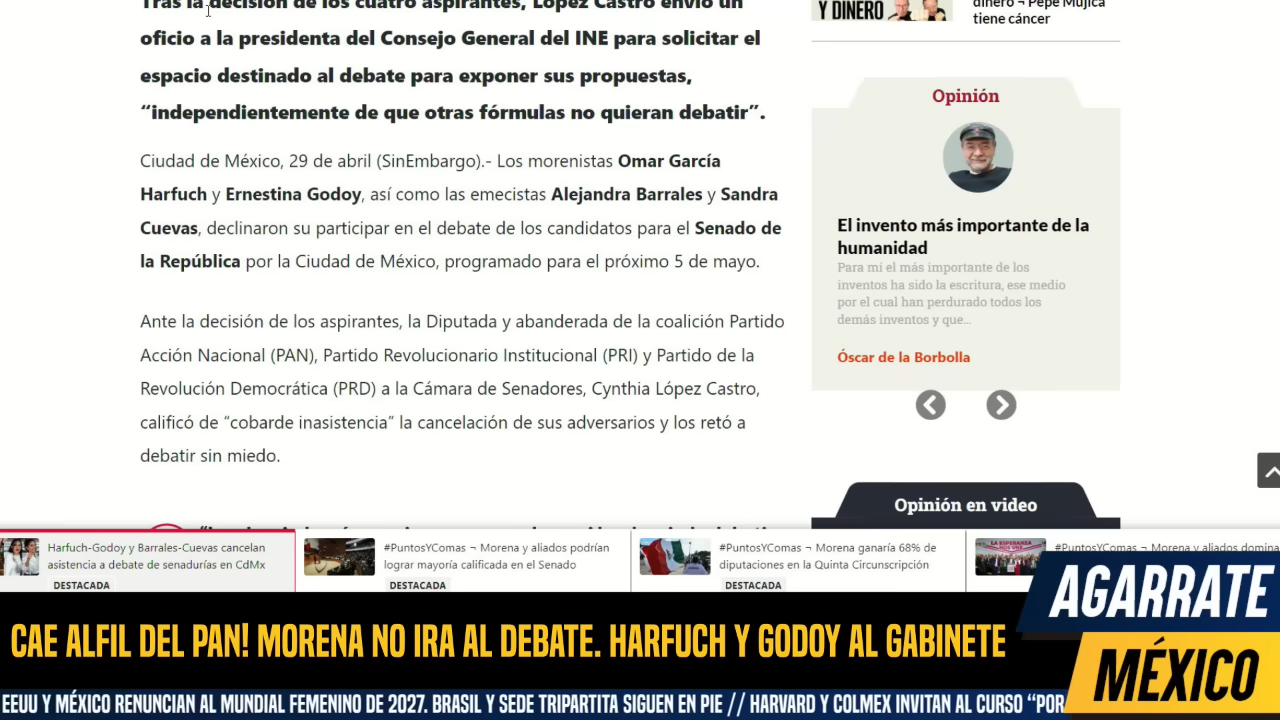 Tras la decisión de los cuatro aspirantes, López Castro envió un
oficio a la presidenta del Consejo General del INE para solicitar el
espacio destinado al debate para exponer sus propuestas,
“independientemente de que otras fórmulas no quieran debatir”.
Ciudad de México, 29 de abril (SinEmbargo).- Los morenistas Omar García
Harfuch y Ernestina Godoy, así como las emecistas Alejandra Barrales y Sandra
Cuevas, declinaron su participar en el debate de los candidatos para el Senado de
la República por la Ciudad de México, programado para el próximo 5 de mayo.
Ante la decisión de los aspirantes, la Diputada y abanderada de la coalición Partido
Acción Nacional (PAN), Partido Revolucionario Institucional (PRI) y Partido de la
Revolución Democrática (PRD) a la Cámara de Senadores, Cynthia López Castro,
calificó de “cobarde inasistencia” la cancelación de sus adversarios y los retó a
debatir sin miedo.
Y DINERO
dinero ¬ Pepe Mujica
tiene cáncer
Opinión
El invento más importante de la
humanidad
Para mí el más importante de los
inventos ha sido la escritura, ese medio
por el cual han perdurado todos los
demás inventos y que...
Óscar de la Borbolla
Opinión en video
Harfuch-Godoy y Barrales-Cuevas cancelan
asistencia a debate de senadurías en CdMx
DESTACADA
#PuntosYComas ¬ Morena y aliados podrían
lograr mayoría calificada en el Senado
DESTACADA
#PuntosYComas ¬ Morena ganaría 68% de
diputaciones en la Quinta Circunscripción
DESTACADA
LA ESPERANZA
NOS UNE
#PuntosYComas ¬ Morena y aliados domina
AGARRATE
MÉXICO
CAE ALFIL DEL PAN! MORENA NO IRA AL DEBATE. HARFUCH Y GODOY AL GABINETE
EEUU Y MÉXICO RENUNCIAN AL MUNDIAL FEMENINO DE 2027. BRASIL Y SEDE TRIPARTITA SIGUEN EN PIE // HARVARD Y COLMEX INVITAN AL CURSO “POR